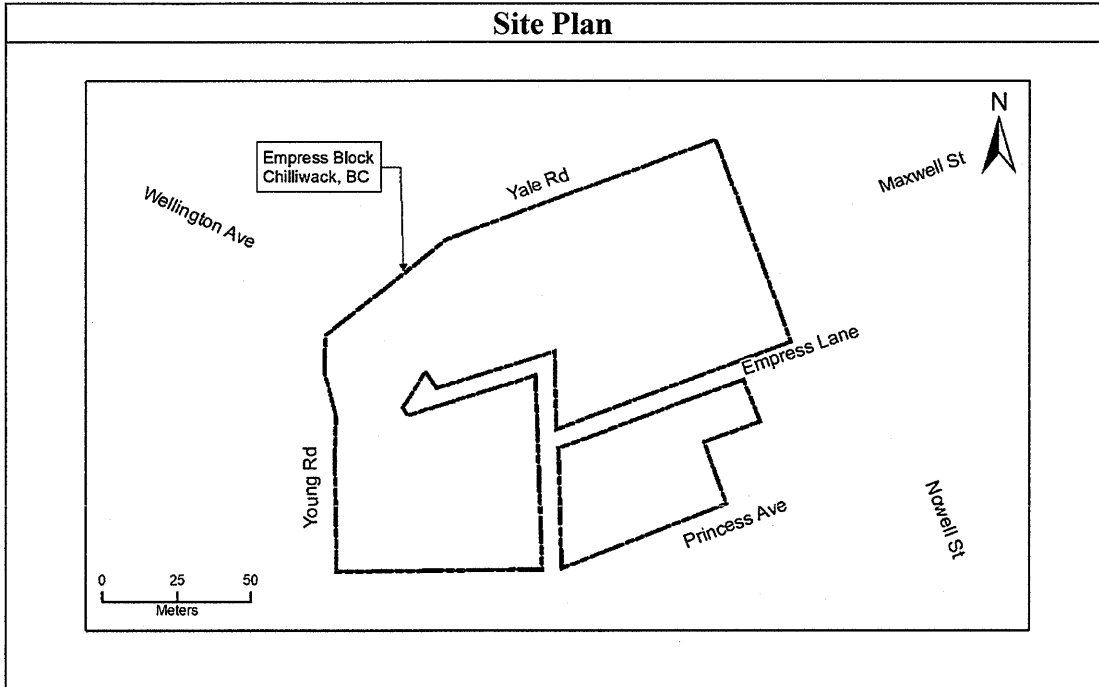 Site Plan
N
Empress Block
Chilliwack, BC
Yale Rd
Maxwell St
Wellington Ave
Empress Lane
Young Rd
Princess Ave
Nowell St
0 25 50
Meters